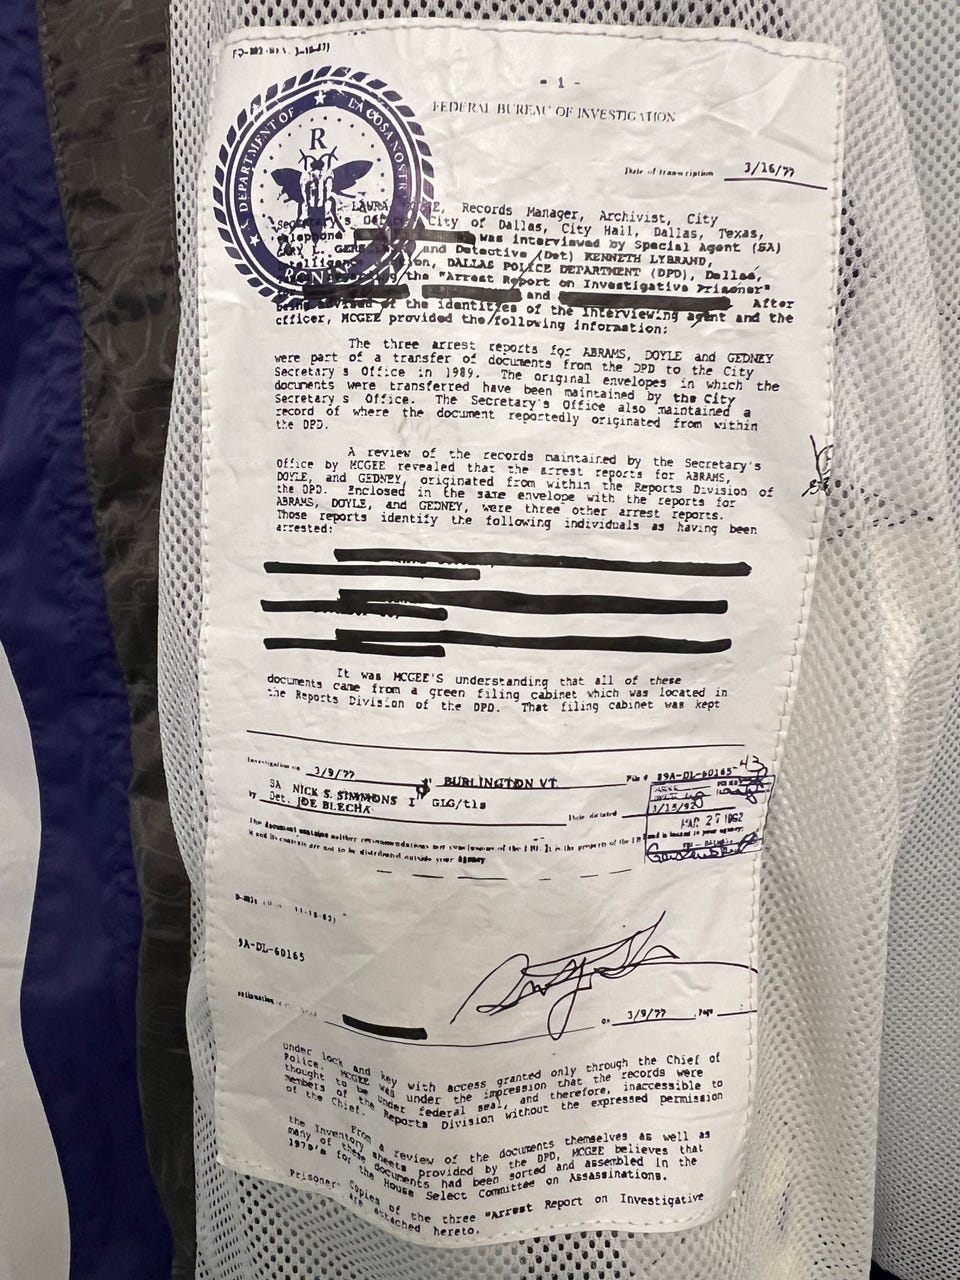 - 1 -
FEDERAL BUREAU OF INVESTIGATION
Date of transcription 3/16/77
DEPARTMENT OF LA COSA NOSTR
R
LAURA Records Manager, Archivist, City
Secretary's City of Dallas, City Hall, Dallas, Texas,
telephone was interviewed by Special Agent (SA)
GARY L. and Detective (Det) KENNETH LYBRAND,
DALLAS POLICE DEPARTMENT (DPD), Dallas,
the "Arrest Report on Investigative Prisoner"
and After
being advised of the identities of the interviewing agent and the
officer, MCGEE provided the following information:
The three arrest reports for ABRAMS, DOYLE and GEDNEY
were part of a transfer of documents from the DPD to the City
Secretary s Office in 1989. The original envelopes in which the
documents were transferred have been maintained by the City
Secretary s Office. The Secretary's Office also maintained a
record of where the document reportedly originated from within
the DPD.
A review of the records maintained by the Secretary's
Office by MCGEE revealed that the arrest reports for ABRAMS,
DOYLE, and GEDNEY, originated from within the Reports Division of
the DPD. Enclosed in the same envelope with the reports for
ABRAMS, DOYLE, and GEDNEY, were three other arrest reports.
Those reports identify the following individuals as having been
arrested:
It was MCGEE'S understanding that all of these
documents came from a green filing cabinet which was located in
the Reports Division of the DPD. That filing cabinet was kept
Investigation on 3/9/77 BURLINGTON VT. File # 89A-DL-60165-43
SA NICK S. SIMMONS I
by Det. JOE BLECHA GLG/tls Date dictated 3/15/92
MAR 27 1992
This document contains neither recommendations nor conclusions of the FBI. It is the property of the FBI and is loaned to your agency;
it and its contents are not to be distributed outside your agency.
9A-DL-60165
On 3/9/77 , Page
under lock and key with access granted only through the Chief of
Police. MCGEE was under the impression that the records were
thought to be under federal seal, and therefore, inaccessible to
members of the Reports Division without the expressed permission
of the Chief.
From a review of the documents themselves as well as
the inventory sheets provided by the DPD, MCGEE believes that
many of these documents had been sorted and assembled in the
1970's for the House Select Committee on Assassinations.
Copies of the three "Arrest Report on Investigative
Prisoner" are attached hereto.